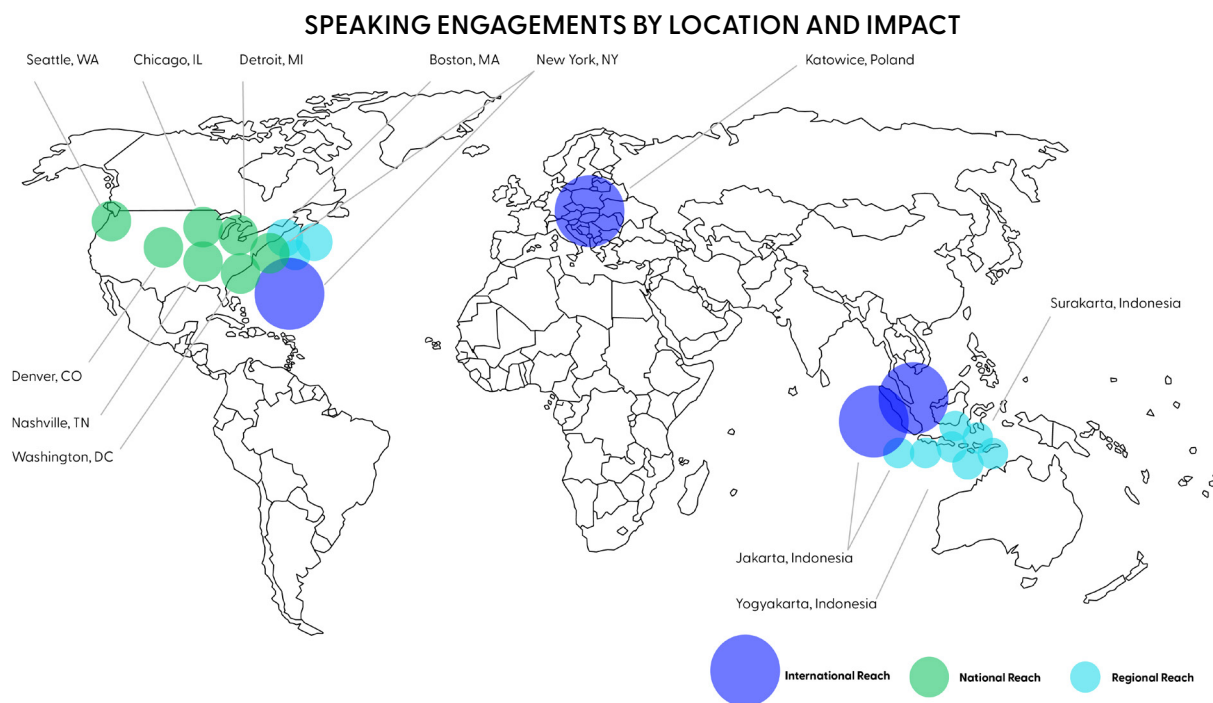 SPEAKING ENGAGEMENTS BY LOCATION AND IMPACT
Seattle, WA
Chicago, IL
Detroit, MI
Boston, MA
New York, NY
Katowice, Poland
Surakarta, Indonesia
Denver, CO
Nashville, TN
Washington, DC
Jakarta, Indonesia
Yogyakarta, Indonesia
International Reach
National Reach
Regional Reach